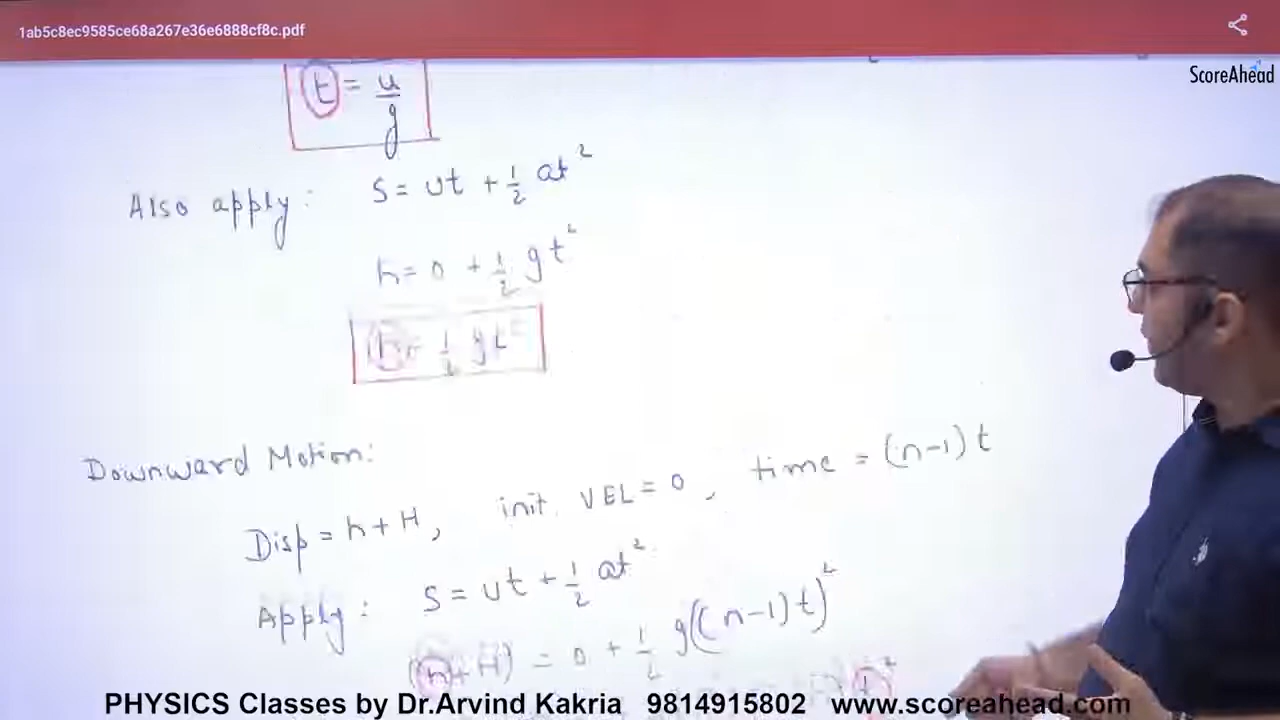 1ab5c8ec9585ce68a267e36e6888cf8c.pdf
ScoreAhead
t = u/g
Also apply: S = ut + 1/2 at²
h = 0 + 1/2 gt²
h = 1/2 gt²
Downward Motion:
Disp = h + H, init. VEL = 0, time = (n-1) t
Apply: S = ut + 1/2 at²
(h+H) = 0 + 1/2 g((n-1)t)²
PHYSICS Classes by Dr.Arvind Kakria 9814915802 www.scoreahead.com